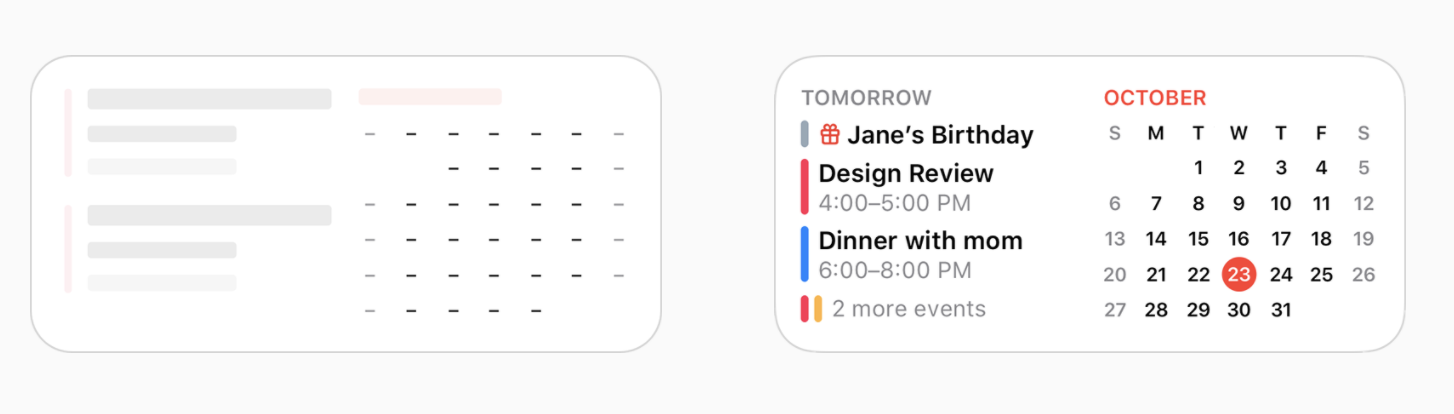 – – – – – – –
– – – – –
– – – – – – –
– – – – – – –
– – – – – – –
– – – – –
TOMORROW
Jane’s Birthday
Design Review
4:00–5:00 PM
Dinner with mom
6:00–8:00 PM
2 more events
OCTOBER
S M T W T F S
1 2 3 4 5
6 7 8 9 10 11 12
13 14 15 16 17 18 19
20 21 22 23 24 25 26
27 28 29 30 31